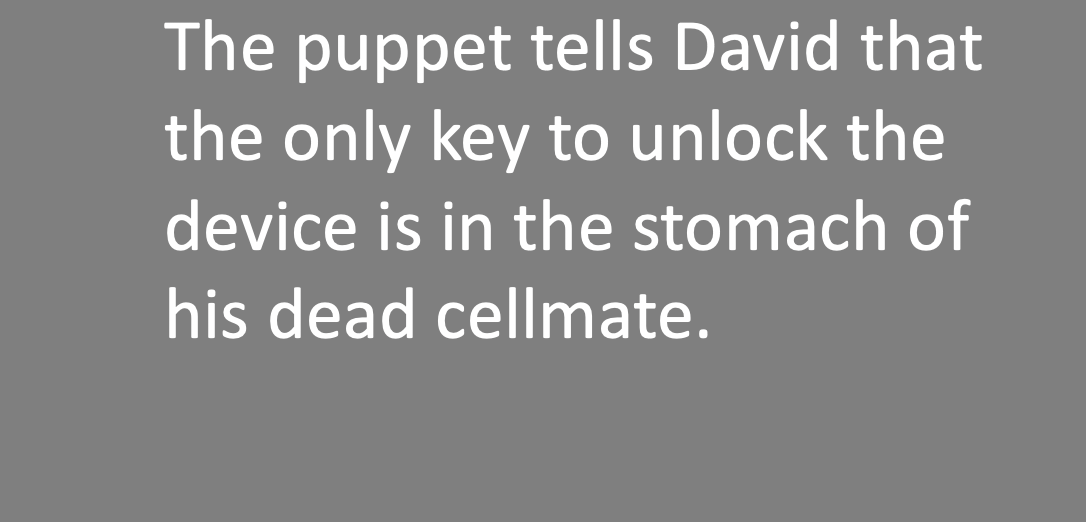 The puppet tells David that
the only key to unlock the
device is in the stomach of
his dead cellmate.